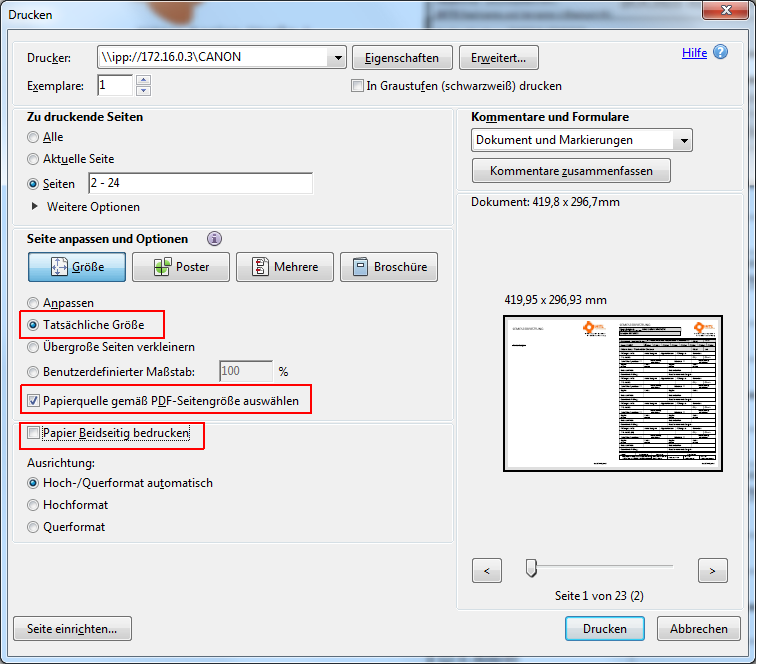 Drucken
Drucker: \\ipp://172.16.0.3\CANON Eigenschaften Erweitert... Hilfe
Exemplare: 1 In Graustufen (schwarzweiß) drucken
Zu druckende Seiten
Alle
Aktuelle Seite
Seiten 2 - 24
Weitere Optionen
Seite anpassen und Optionen
Größe Poster Mehrere Broschüre
Anpassen
Tatsächliche Größe
Übergroße Seiten verkleinern
Benutzerdefinierter Maßstab: 100 %
Papierquelle gemäß PDF-Seitengröße auswählen
Papier Beidseitig bedrucken
Ausrichtung:
Hoch-/Querformat automatisch
Hochformat
Querformat
Kommentare und Formulare
Dokument und Markierungen
Kommentare zusammenfassen
Dokument: 419,8 x 296,7mm
419,95 x 296,93 mm
< >
Seite 1 von 23 (2)
Seite einrichten... Drucken Abbrechen